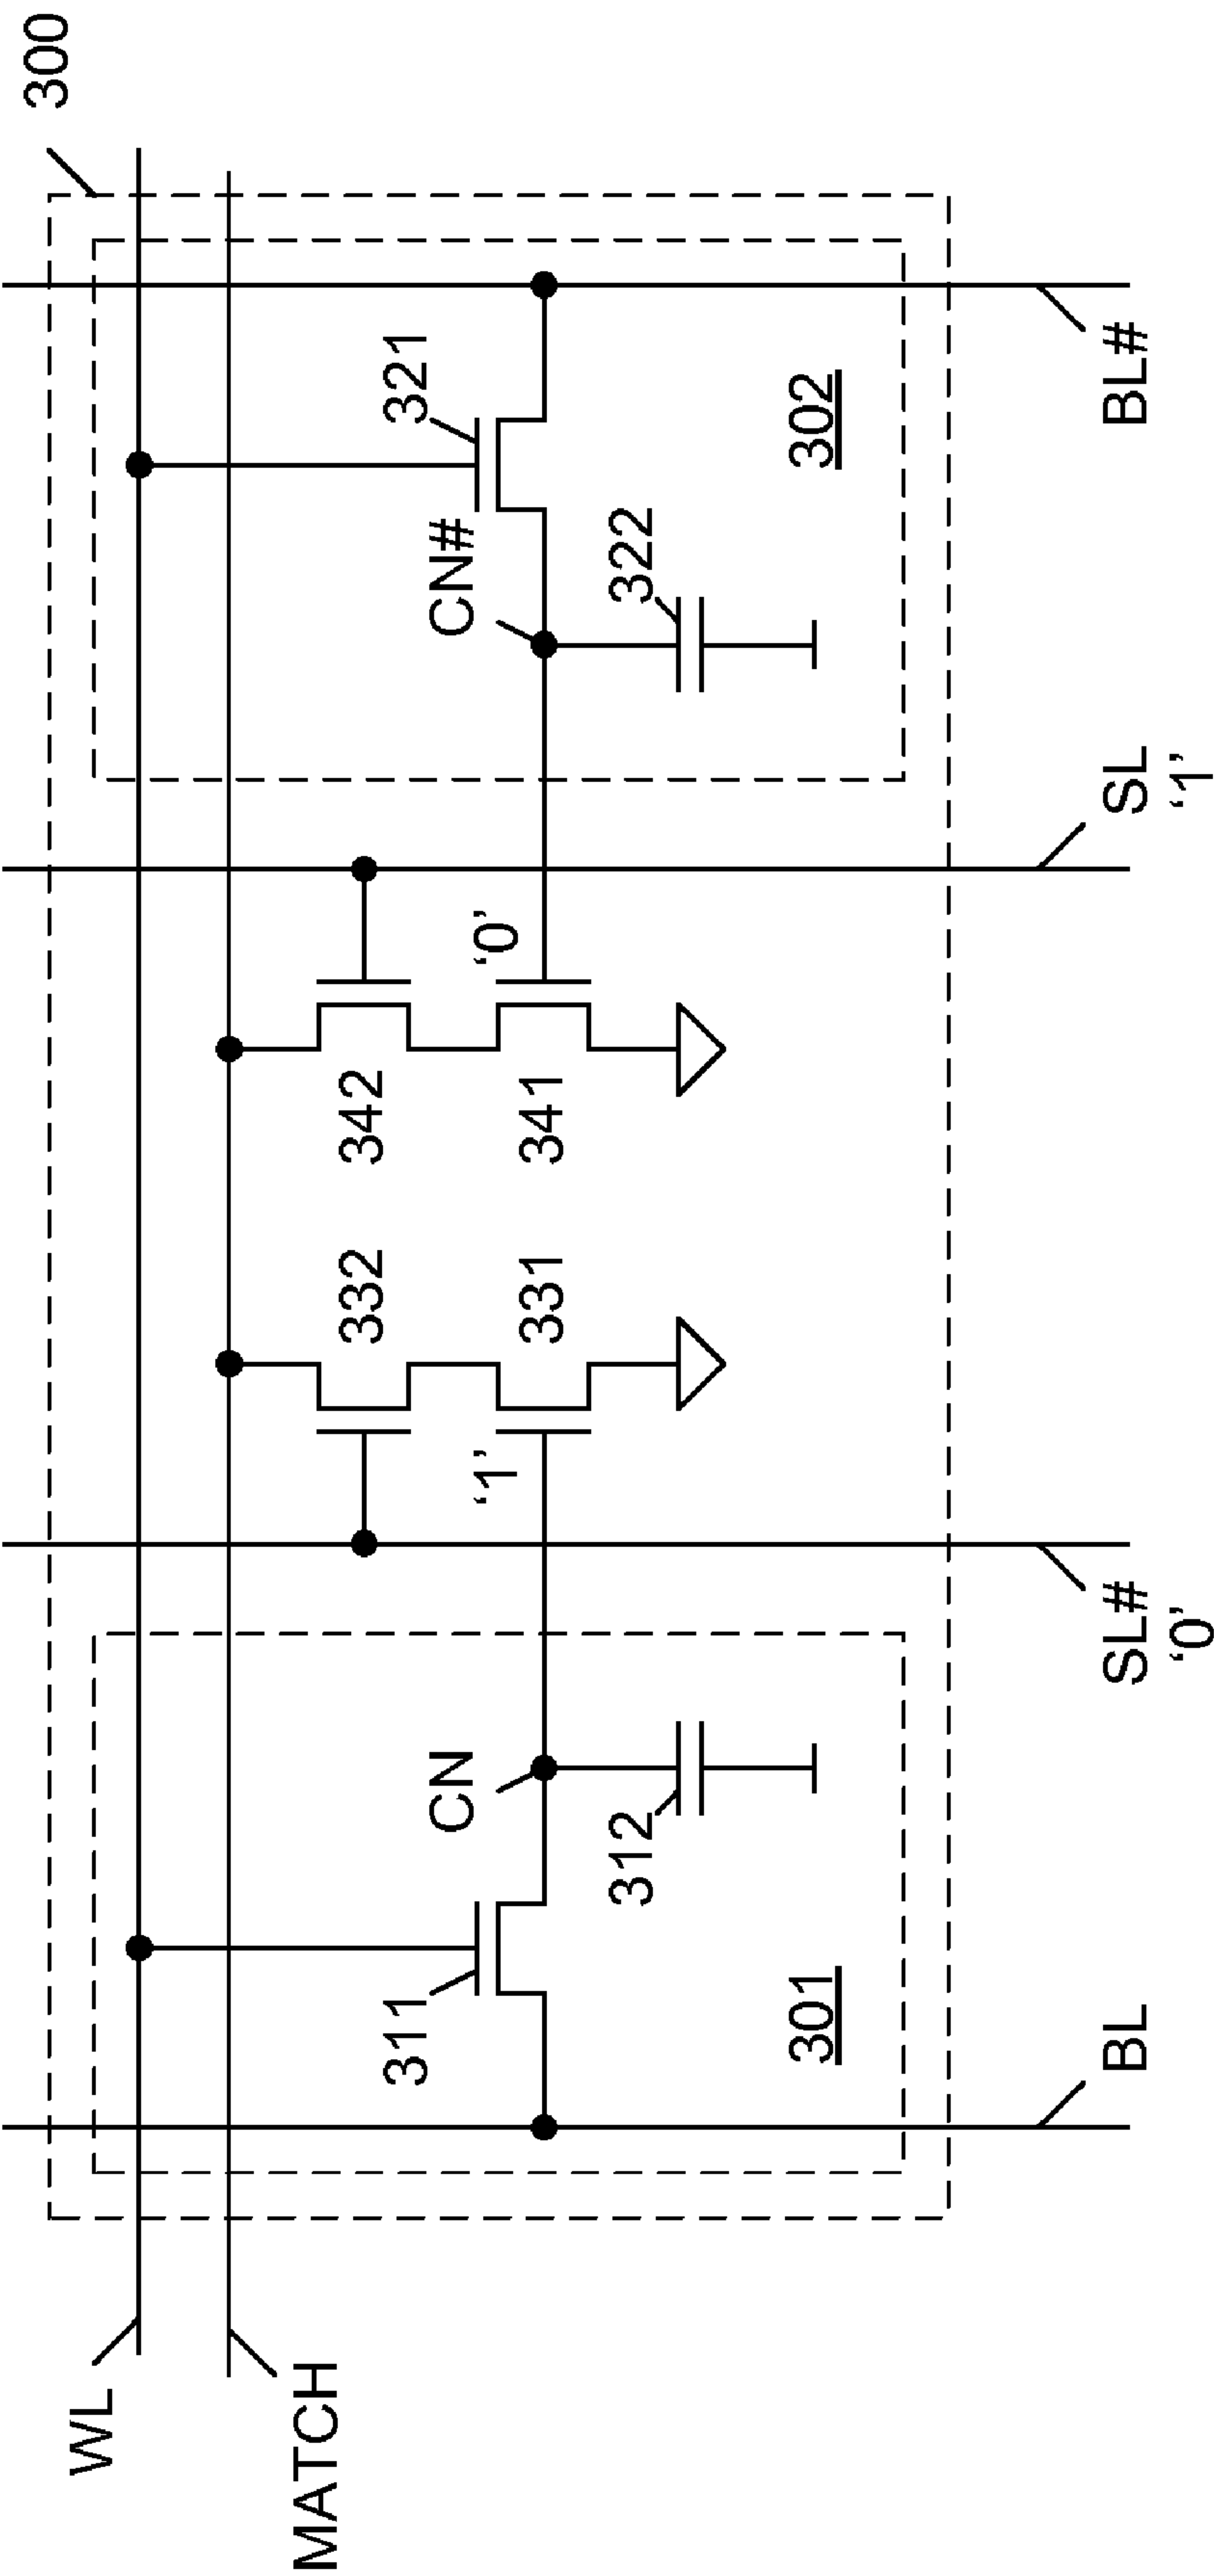 300
WL
MATCH
311
CN
312
301
332
331
‘1’
342
341
‘0’
CN#
321
322
302
BL
SL#
‘0’
SL
‘1’
BL#